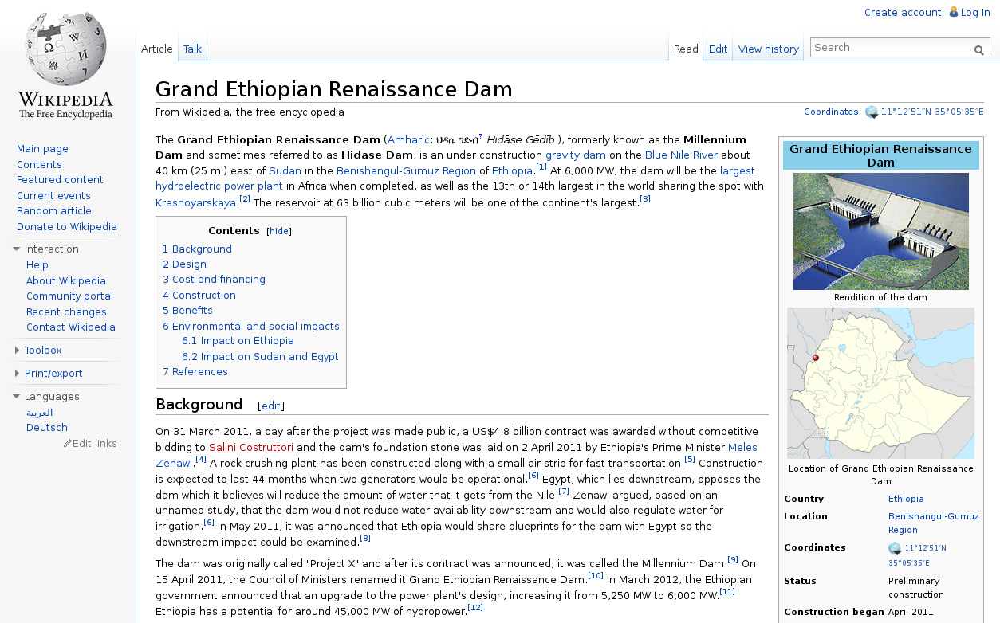 Create account Log in
Article Talk Read Edit View history Search
WIKIPEDIA
The Free Encyclopedia
Main page
Contents
Featured content
Current events
Random article
Donate to Wikipedia
Interaction
Help
About Wikipedia
Community portal
Recent changes
Contact Wikipedia
Toolbox
Print/export
Languages
العربية
Deutsch
Edit links
Grand Ethiopian Renaissance Dam
From Wikipedia, the free encyclopedia
Coordinates: 11°12′51″N 35°05′35″E
The Grand Ethiopian Renaissance Dam (Amharic: ህዳሴ ግድብ? Hidāse Gēdīb ), formerly known as the Millennium
Dam and sometimes referred to as Hidase Dam, is an under construction gravity dam on the Blue Nile River about
40 km (25 mi) east of Sudan in the Benishangul-Gumuz Region of Ethiopia.[1] At 6,000 MW, the dam will be the largest
hydroelectric power plant in Africa when completed, as well as the 13th or 14th largest in the world sharing the spot with
Krasnoyarskaya.[2] The reservoir at 63 billion cubic meters will be one of the continent's largest.[3]
Contents [hide]
1 Background
2 Design
3 Cost and financing
4 Construction
5 Benefits
6 Environmental and social impacts
6.1 Impact on Ethiopia
6.2 Impact on Sudan and Egypt
7 References
Background [edit]
On 31 March 2011, a day after the project was made public, a US$4.8 billion contract was awarded without competitive
bidding to Salini Costruttori and the dam's foundation stone was laid on 2 April 2011 by Ethiopia's Prime Minister Meles
Zenawi.[4] A rock crushing plant has been constructed along with a small air strip for fast transportation.[5] Construction
is expected to last 44 months when two generators would be operational.[6] Egypt, which lies downstream, opposes the
dam which it believes will reduce the amount of water that it gets from the Nile.[7] Zenawi argued, based on an
unnamed study, that the dam would not reduce water availability downstream and would also regulate water for
irrigation.[6] In May 2011, it was announced that Ethiopia would share blueprints for the dam with Egypt so the
downstream impact could be examined.[8]
The dam was originally called "Project X" and after its contract was announced, it was called the Millennium Dam.[9] On
15 April 2011, the Council of Ministers renamed it Grand Ethiopian Renaissance Dam.[10] In March 2012, the Ethiopian
government announced that an upgrade to the power plant's design, increasing it from 5,250 MW to 6,000 MW.[11]
Ethiopia has a potential for around 45,000 MW of hydropower.[12]
Grand Ethiopian Renaissance
Dam
Rendition of the dam
Location of Grand Ethiopian Renaissance
Dam
Country Ethiopia
Location Benishangul-Gumuz
Region
Coordinates 11°12′51″N
35°05′35″E
Status Preliminary
construction
Construction began April 2011